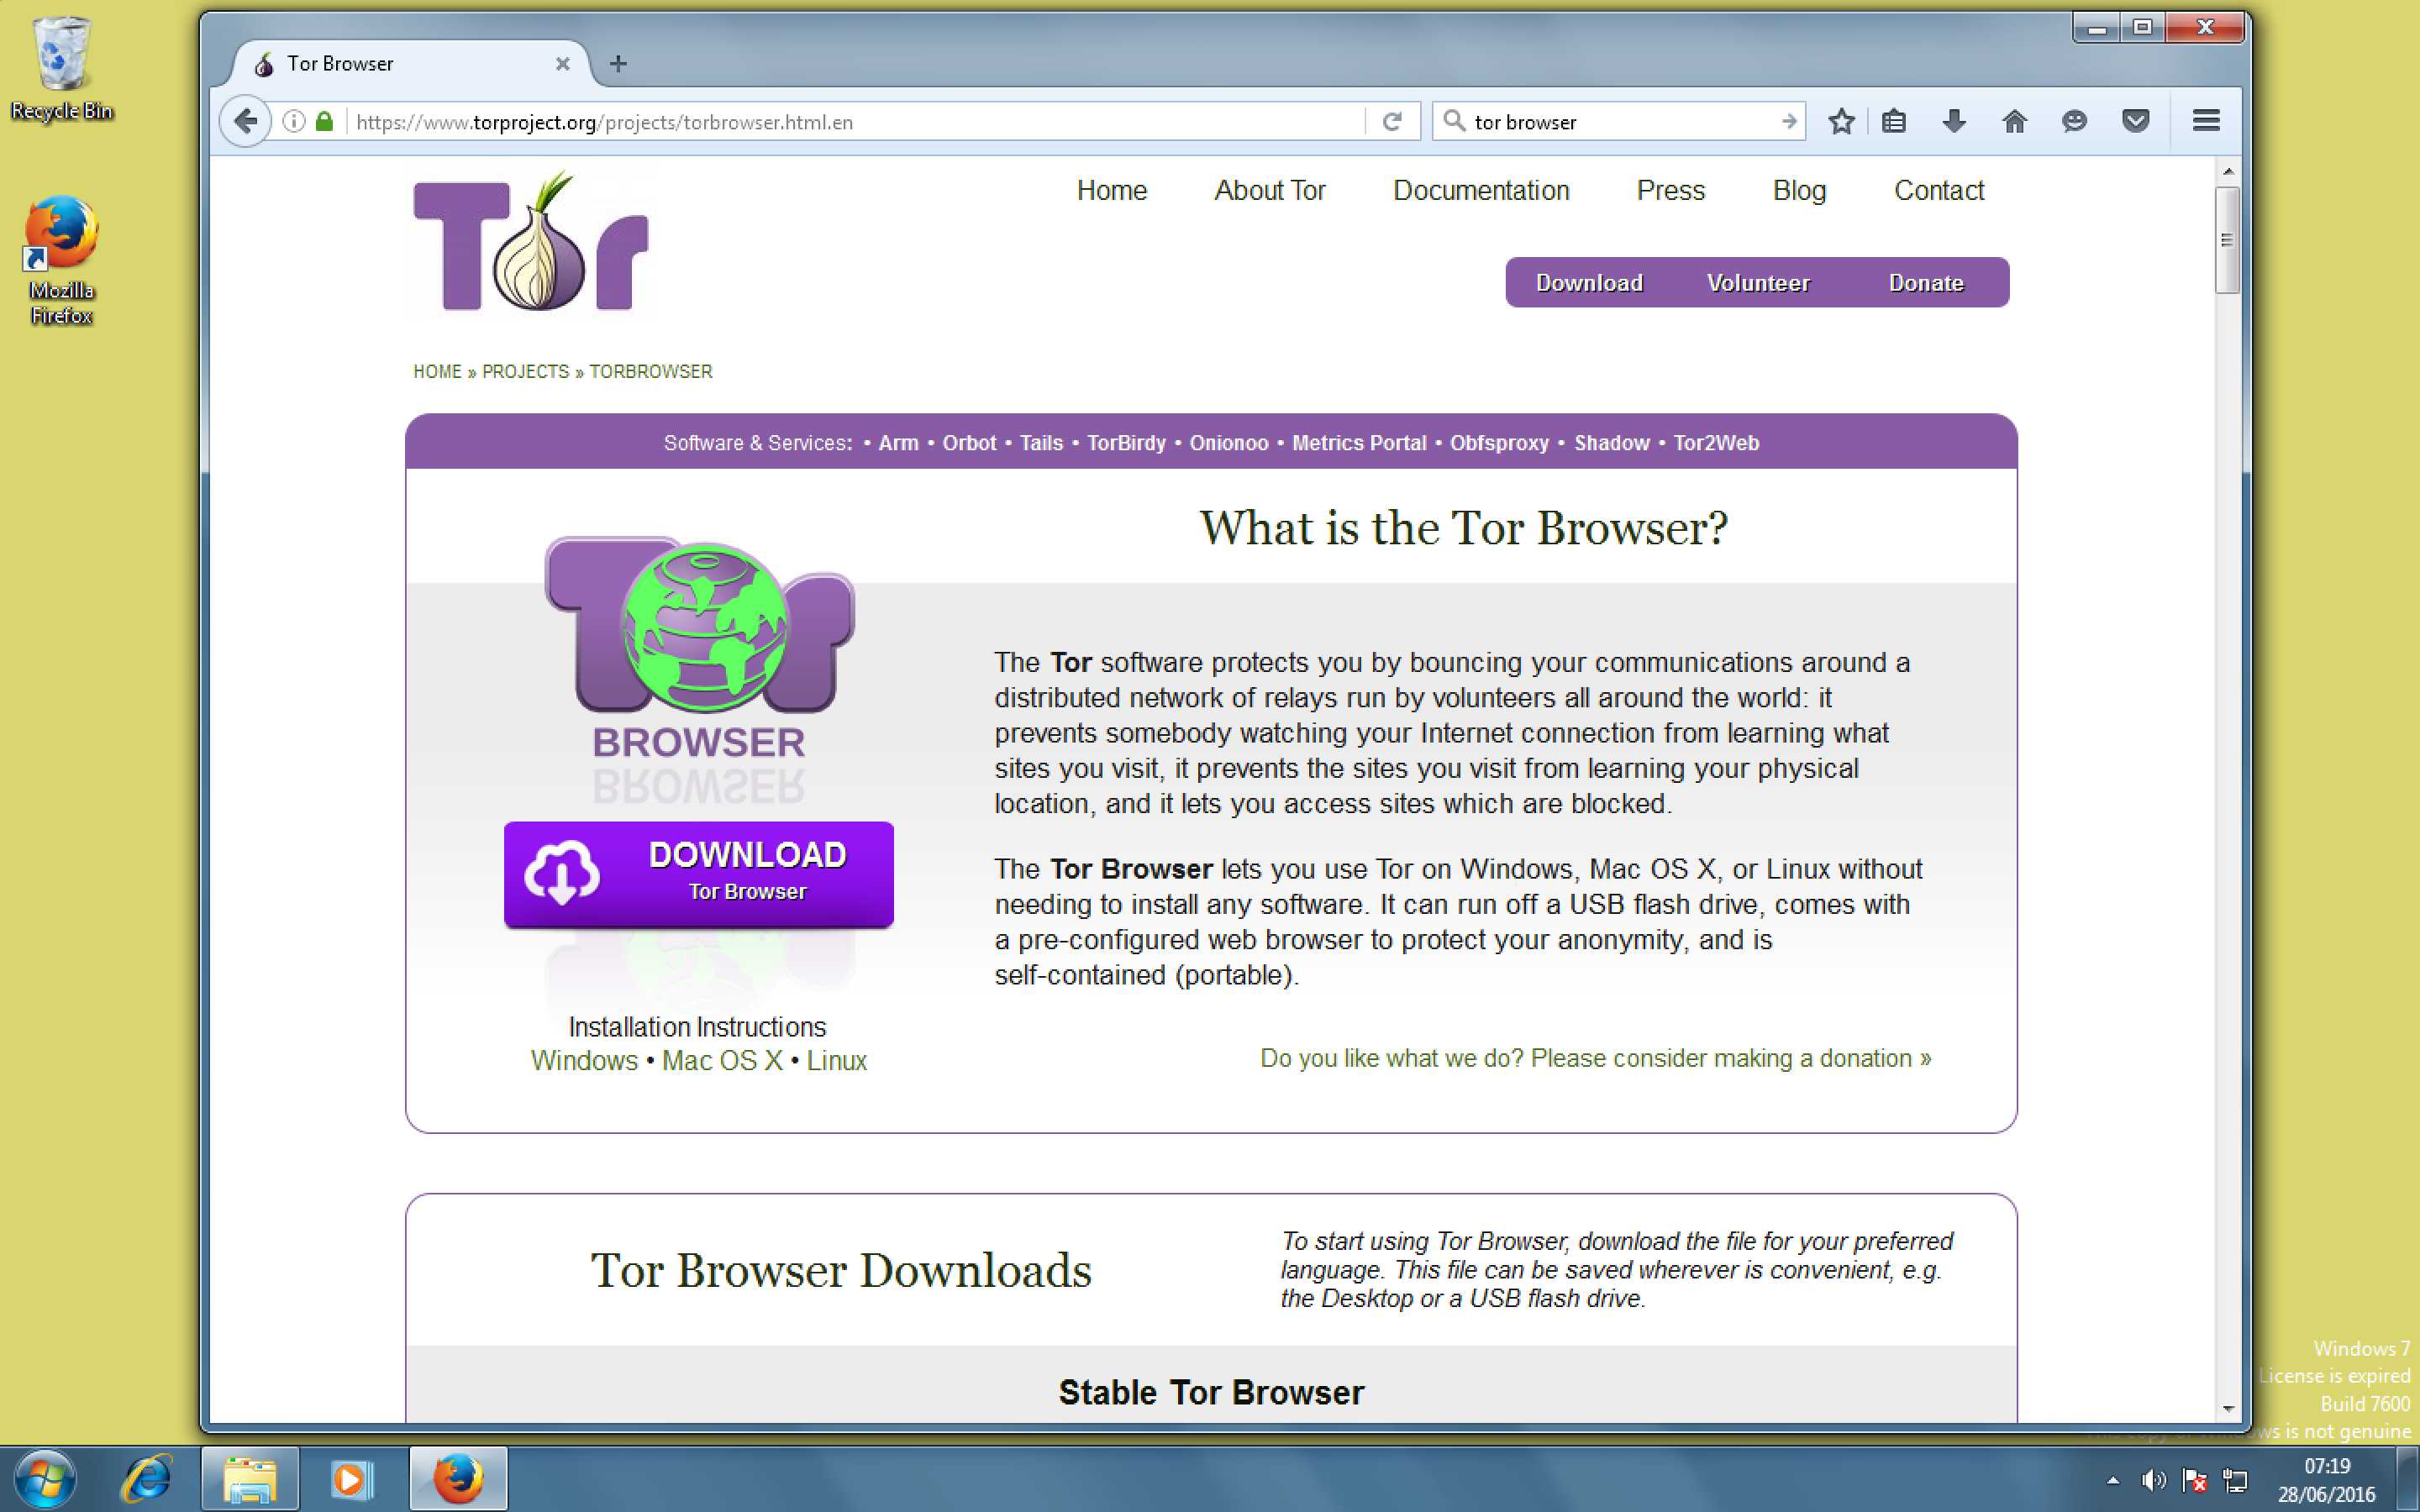 Recycle Bin
Mozilla
Firefox
Tor Browser
https://www.torproject.org/projects/torbrowser.html.en
tor browser
Tor
Home About Tor Documentation Press Blog Contact
Download Volunteer Donate
HOME » PROJECTS » TORBROWSER
Software & Services: • Arm • Orbot • Tails • TorBirdy • Onionoo • Metrics Portal • Obfsproxy • Shadow • Tor2Web
Tor
BROWSER
DOWNLOAD
Tor Browser
Installation Instructions
Windows • Mac OS X • Linux
What is the Tor Browser?
The Tor software protects you by bouncing your communications around a
distributed network of relays run by volunteers all around the world: it
prevents somebody watching your Internet connection from learning what
sites you visit, it prevents the sites you visit from learning your physical
location, and it lets you access sites which are blocked.
The Tor Browser lets you use Tor on Windows, Mac OS X, or Linux without
needing to install any software. It can run off a USB flash drive, comes with
a pre-configured web browser to protect your anonymity, and is
self-contained (portable).
Do you like what we do? Please consider making a donation »
Tor Browser Downloads
To start using Tor Browser, download the file for your preferred
language. This file can be saved wherever is convenient, e.g.
the Desktop or a USB flash drive.
Stable Tor Browser
Windows 7
License is expired
Build 7600
is not genuine
07:19
28/06/2016